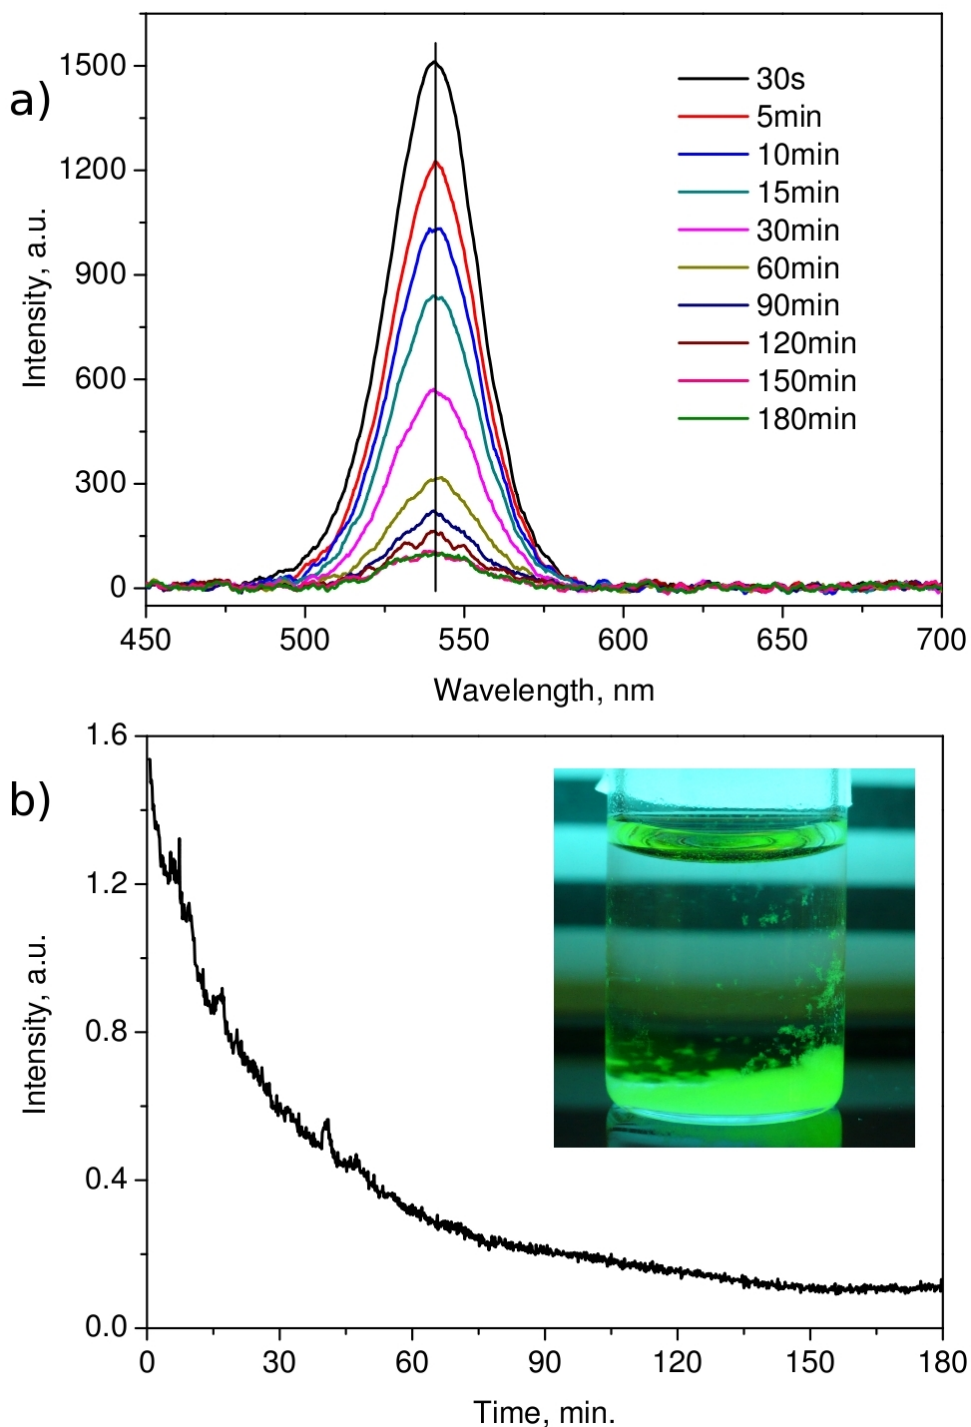 a)
Intensity, a.u.
1500
1200
900
600
300
0
450 500 550 600 650 700
Wavelength, nm
30s
5min
10min
15min
30min
60min
90min
120min
150min
180min
b)
Intensity, a.u.
1.6
1.2
0.8
0.4
0.0
0 30 60 90 120 150 180
Time, min.